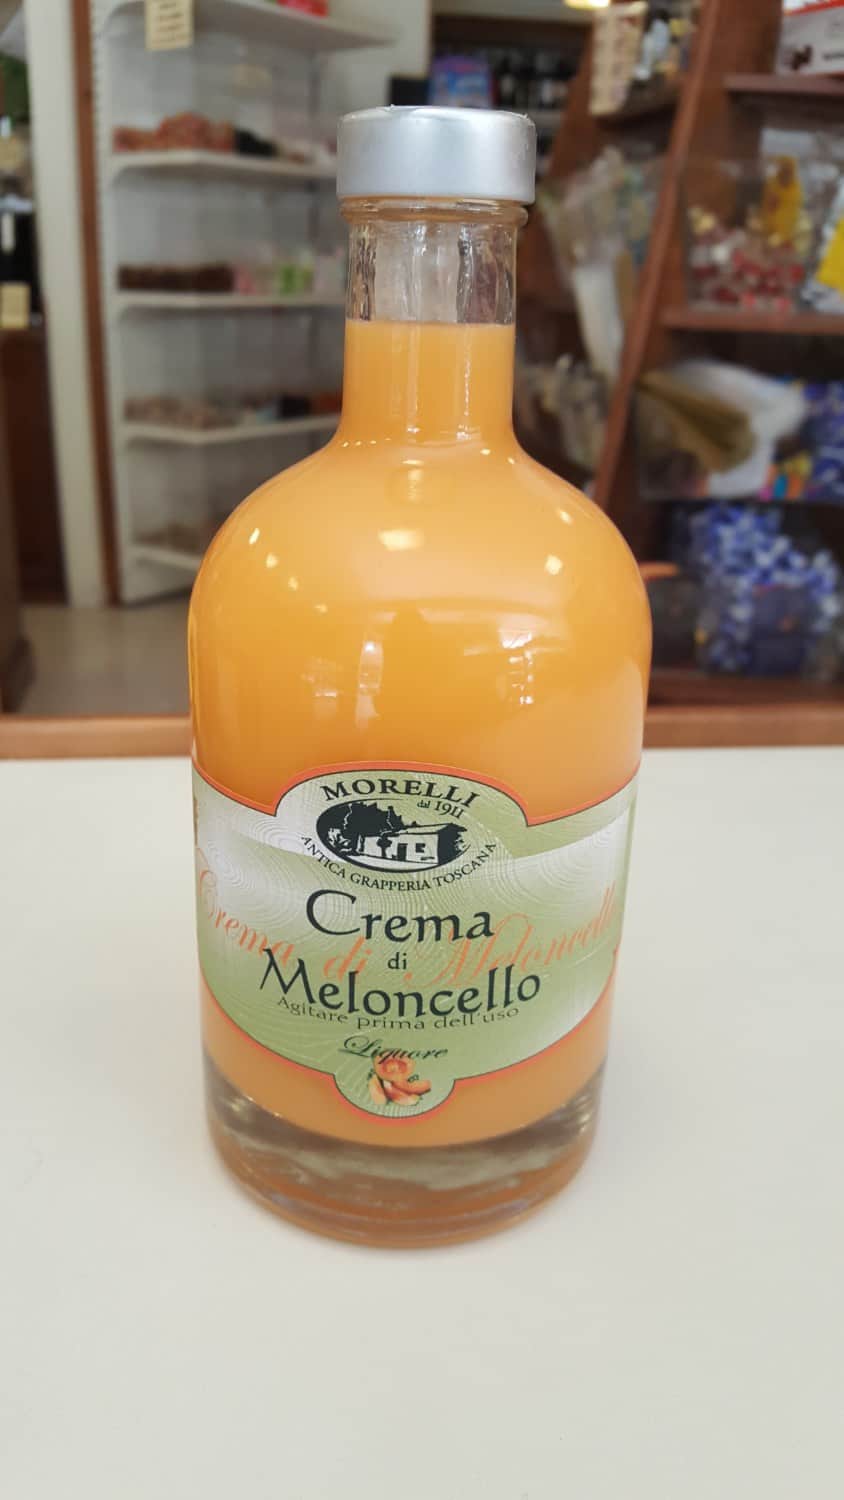 MORELLI
dal 1911
ANTICA GRAPPERIA TOSCANA
Crema di Meloncello
Crema
di
Meloncello
Agitare prima dell'uso
Liquore